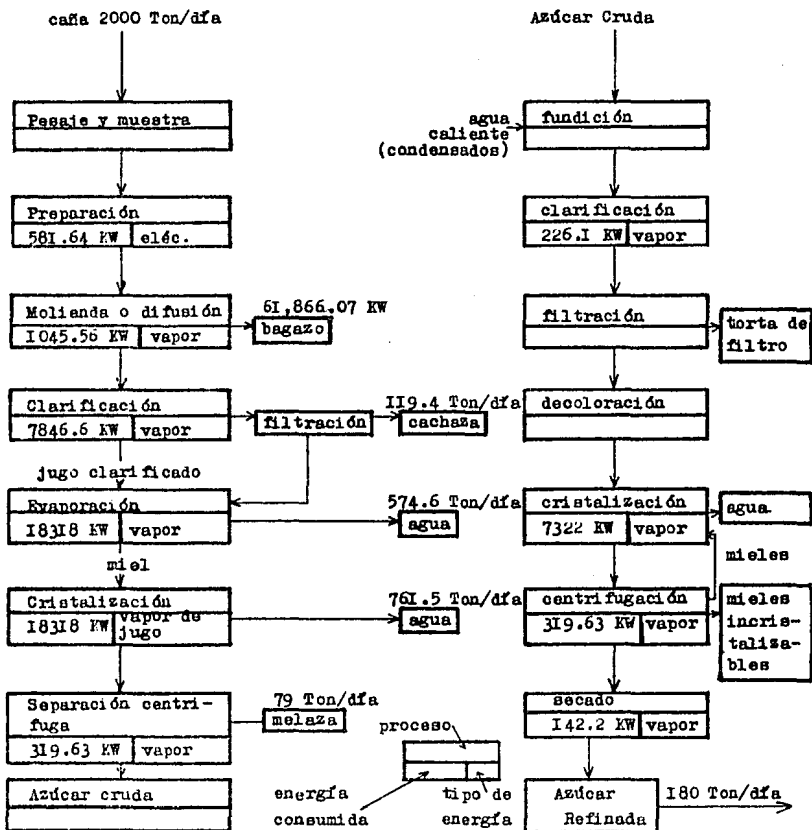 caña 2000 Ton/día
Pesaje y muestra
Preparación
581.64 KW eléc.
Molienda o difusión
1045.56 KW vapor
61,866.07 KW
bagazo
Clarificación
7846.6 KW vapor
filtración
119.4 Ton/día
cachaza
jugo clarificado
Evaporación
18318 KW vapor
574.6 Ton/día
agua
miel
Cristalización
18318 KW vapor de
jugo
761.5 Ton/día
agua
Separación centri-
fuga
319.63 KW vapor
79 Ton/día
melaza
Azúcar cruda
Azúcar Cruda
agua
caliente
(condensados)
fundición
clarificación
226.1 KW vapor
filtración
torta de
filtro
decoloración
cristalización
7322 KW vapor
agua
mieles
centrifugación
319.63 KW vapor
mieles
incris-
taliza-
bles
secado
142.2 KW vapor
Azúcar
Refinada
180 Ton/día
proceso
energía
consumida
tipo de
energía